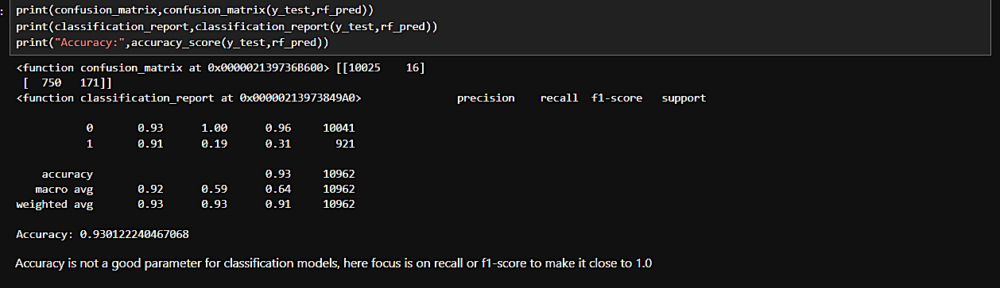 :
print(confusion_matrix,confusion_matrix(y_test,rf_pred))
print(classification_report,classification_report(y_test,rf_pred))
print("Accuracy:",accuracy_score(y_test,rf_pred))
<function confusion_matrix at 0x000002139736B600> [[10025    16]
 [  750   171]]
<function classification_report at 0x00000213973849A0>               precision    recall  f1-score   support
           0       0.93      1.00      0.96     10041
           1       0.91      0.19      0.31       921
    accuracy                           0.93     10962
   macro avg       0.92      0.59      0.64     10962
weighted avg       0.93      0.93      0.91     10962
Accuracy: 0.930122240467068
Accuracy is not a good parameter for classification models, here focus is on recall or f1-score to make it close to 1.0